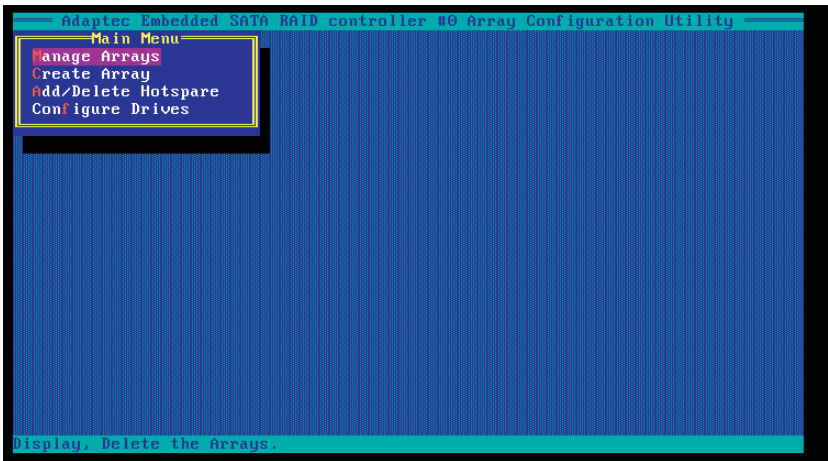 Adaptec Embedded SATA RAID controller #0 Array Configuration Utility
Main Menu
Manage Arrays
Create Array
Add/Delete Hotspare
Configure Drives
Display, Delete the Arrays.